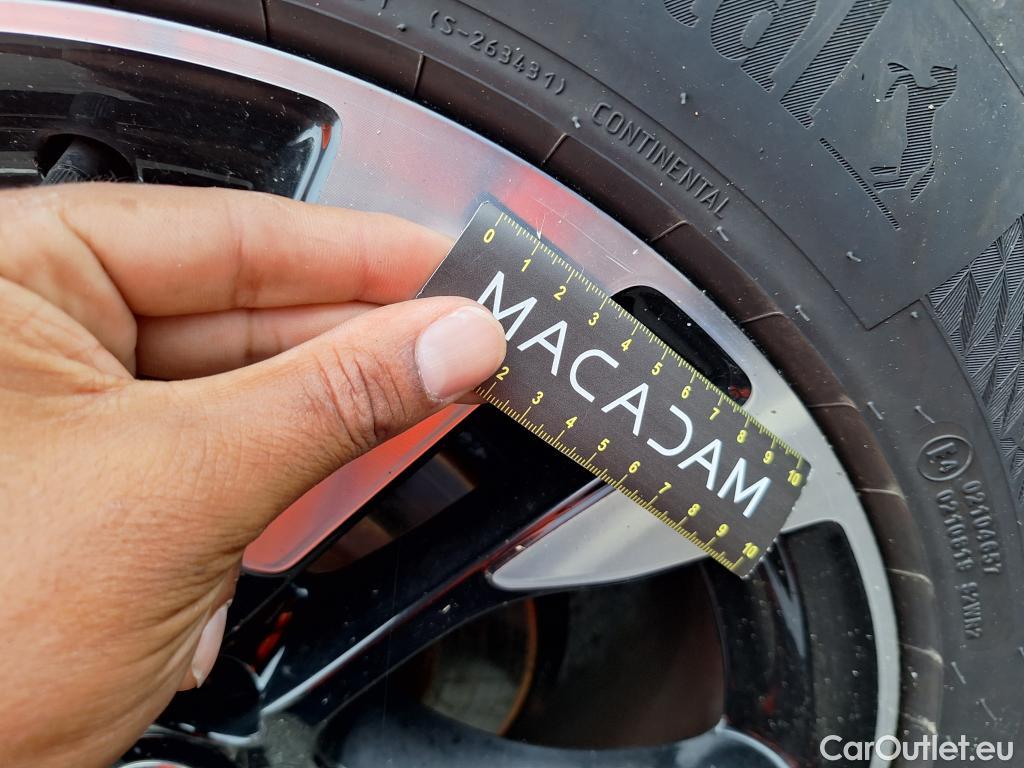 (S-263431)
CONTINENTAL
0 1 2 3 4 5 6 7 8 9 10
MACADAM
2 3 4 5 6 7 8 9 10
E4
CarOutlet.eu